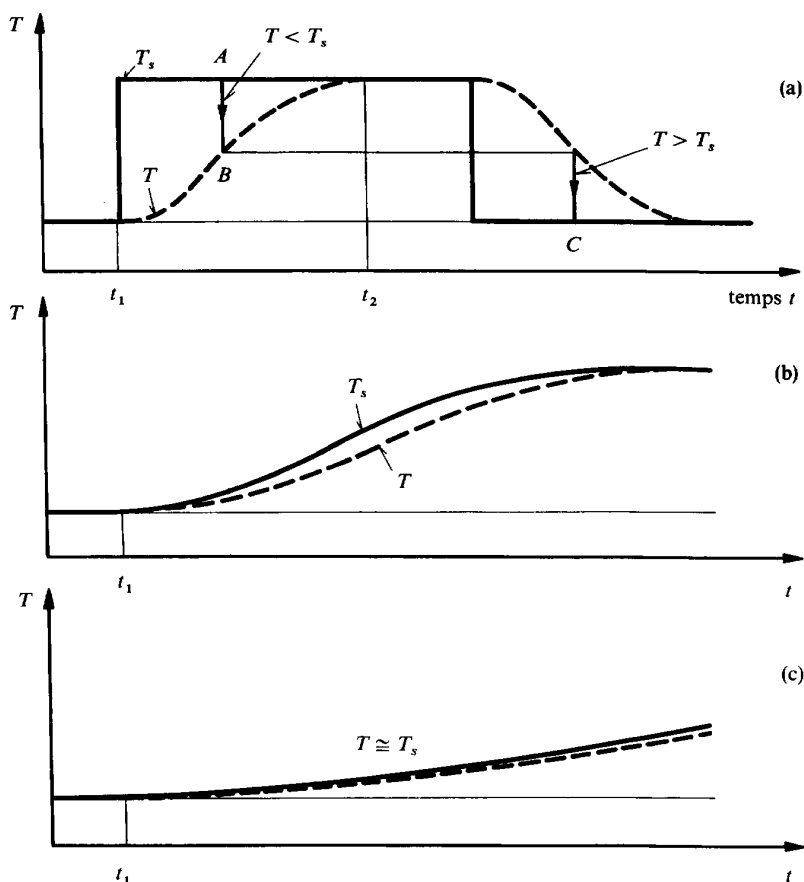 T
T_s
A
T < T_s
(a)
T
B
T > T_s
C
t_1
t_2
temps t
T
(b)
T_s
T
t_1
t
T
(c)
T ≅ T_s
t_1
t